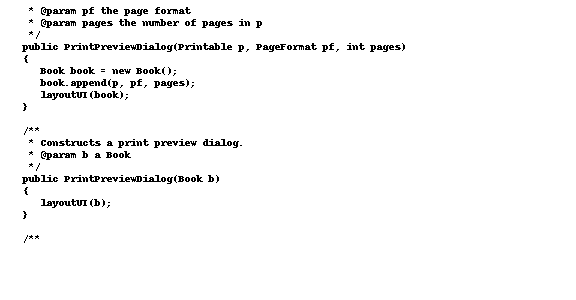 * @param pf the page format
 * @param pages the number of pages in p
 */
public PrintPreviewDialog(Printable p, PageFormat pf, int pages)
{
   Book book = new Book();
   book.append(p, pf, pages);
   layoutUI(book);
}

/**
 * Constructs a print preview dialog.
 * @param b a Book
 */
public PrintPreviewDialog(Book b)
{
   layoutUI(b);
}

/**